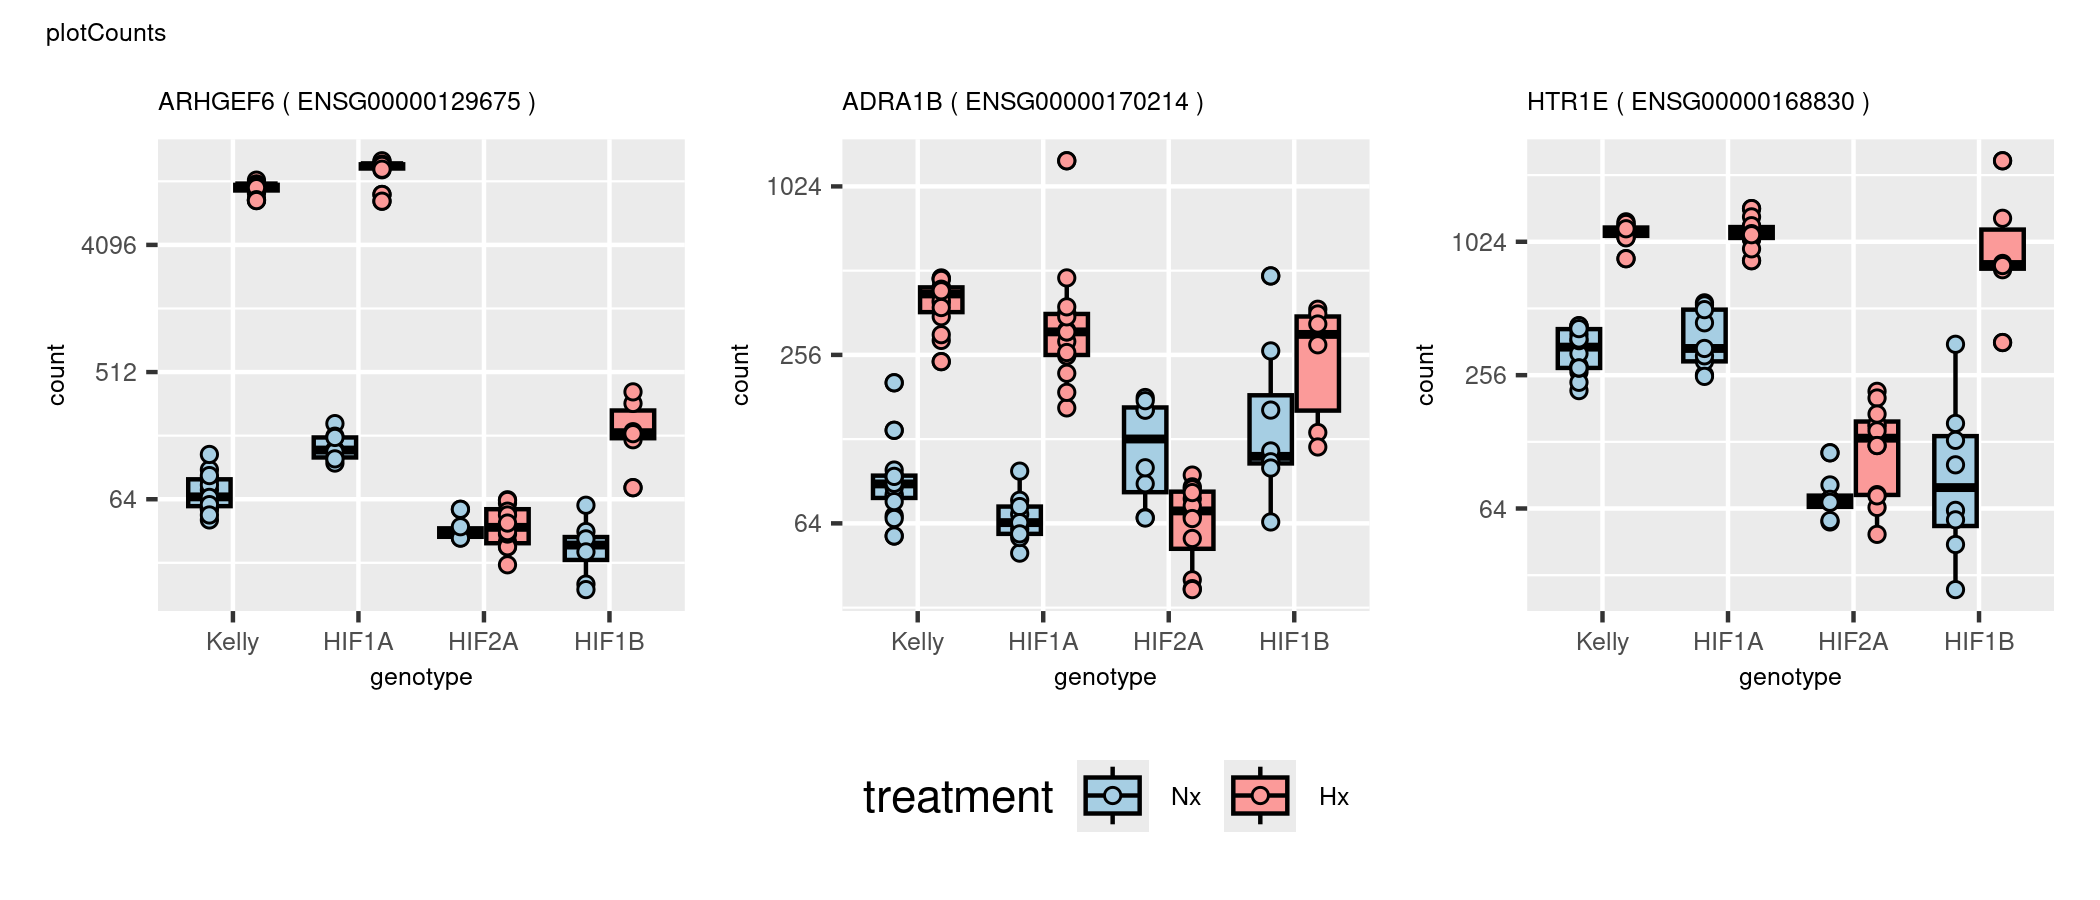 plotCounts
ARHGEF6 ( ENSG00000129675 )
4096
512
64
count
Kelly HIF1A HIF2A HIF1B
genotype
ADRA1B ( ENSG00000170214 )
1024
256
64
count
Kelly HIF1A HIF2A HIF1B
genotype
HTR1E ( ENSG00000168830 )
1024
256
64
count
Kelly HIF1A HIF2A HIF1B
genotype
treatment Nx Hx